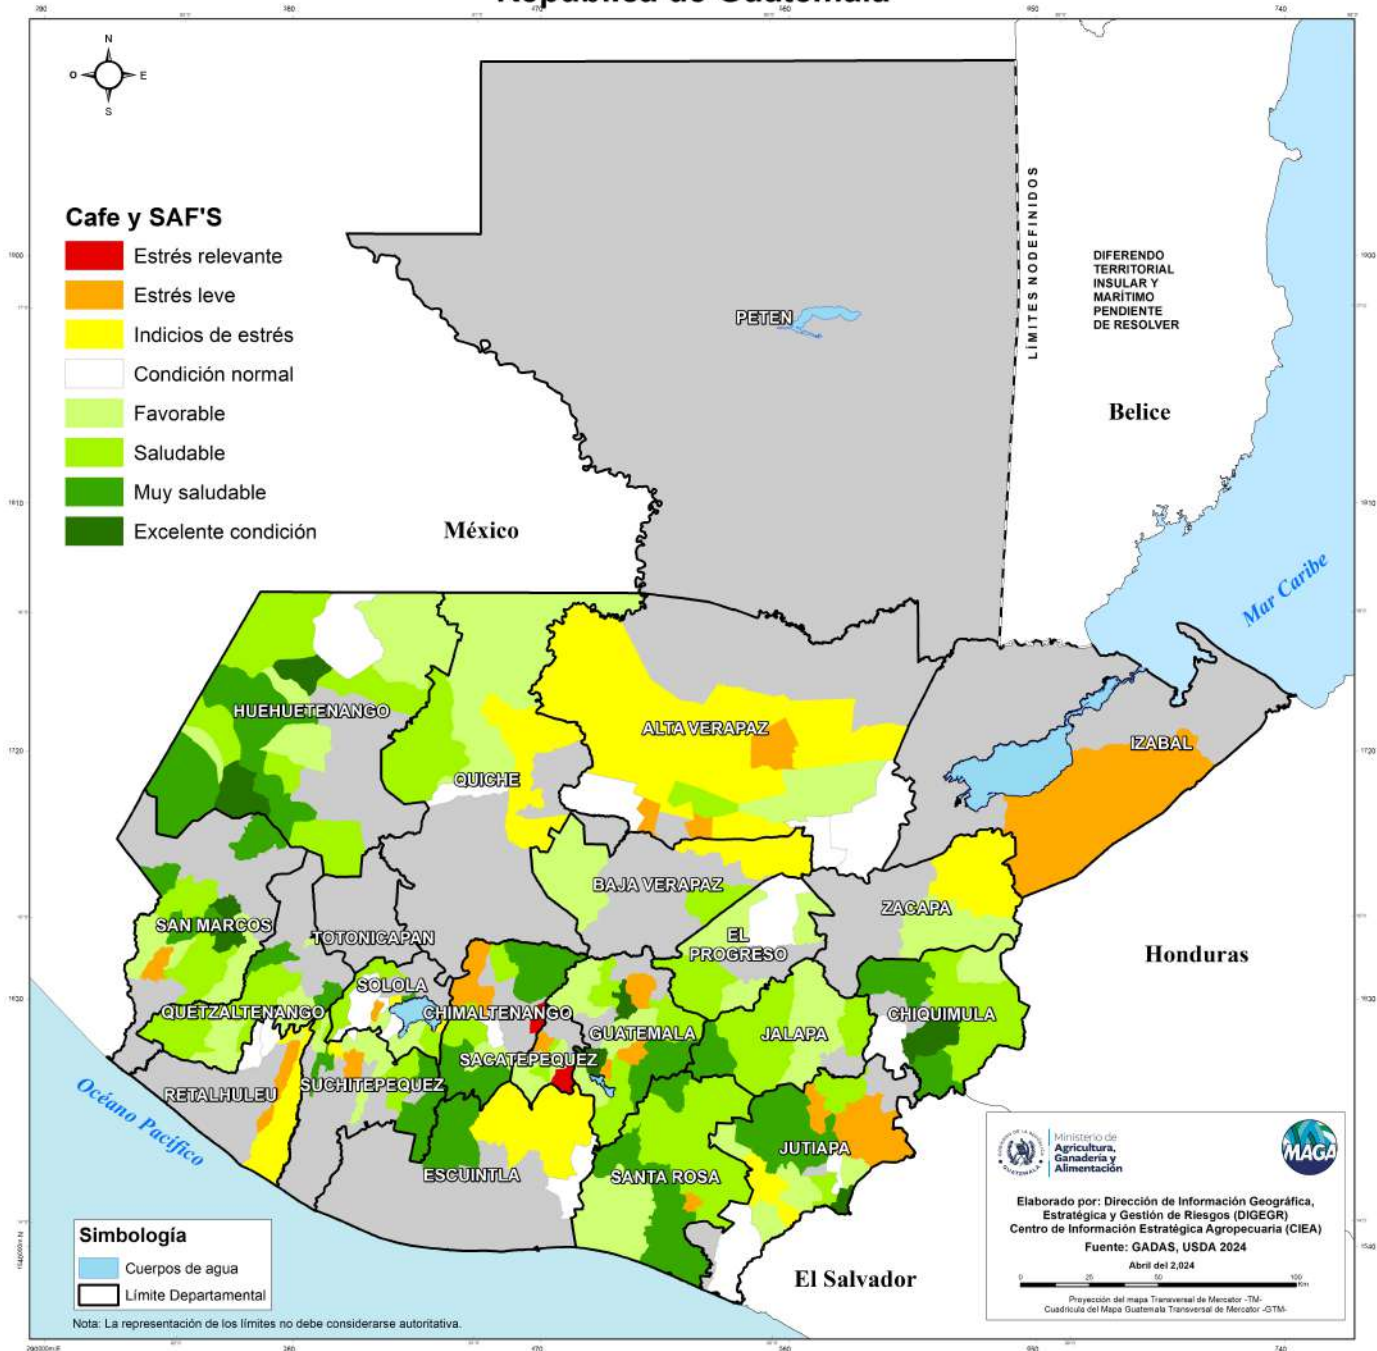 República de Guatemala
N
O
E
S
Cafe y SAF'S
Estrés relevante
Estrés leve
Indicios de estrés
Condición normal
Favorable
Saludable
Muy saludable
Excelente condición
PETEN
LÍMITES NODEFINIDOS
DIFERENDO
TERRITORIAL
INSULAR Y
MARÍTIMO
PENDIENTE
DE RESOLVER
Belice
México
Mar Caribe
HUEHUETENANGO
QUICHE
ALTA VERAPAZ
IZABAL
BAJA VERAPAZ
ZACAPA
SAN MARCOS
TOTONICAPAN
EL
PROGRESO
Honduras
SOLOLA
QUETZALTENANGO
CHIMALTENANGO
GUATEMALA
JALAPA
CHIQUIMULA
SACATEPEQUEZ
RETALHULEU
SUCHITEPEQUEZ
Océano Pacífico
JUTIAPA
ESCUINTLA
SANTA ROSA
El Salvador
Simbología
Cuerpos de agua
Límite Departamental
Nota: La representación de los límites no debe considerarse autoritativa.
Ministerio de
Agricultura,
Ganadería y
Alimentación
MAGA
Elaborado por: Dirección de Información Geográfica,
Estratégica y Gestión de Riesgos (DIGEGR)
Centro de Información Estratégica Agropecuaria (CIEA)
Fuente: GADAS, USDA 2024
Abril del 2,024
0 25 50 100
Km
Proyección del mapa Transversal de Mercator -TM-
Cuadrícula del Mapa Guatemala Transversal de Mercator -GTM-